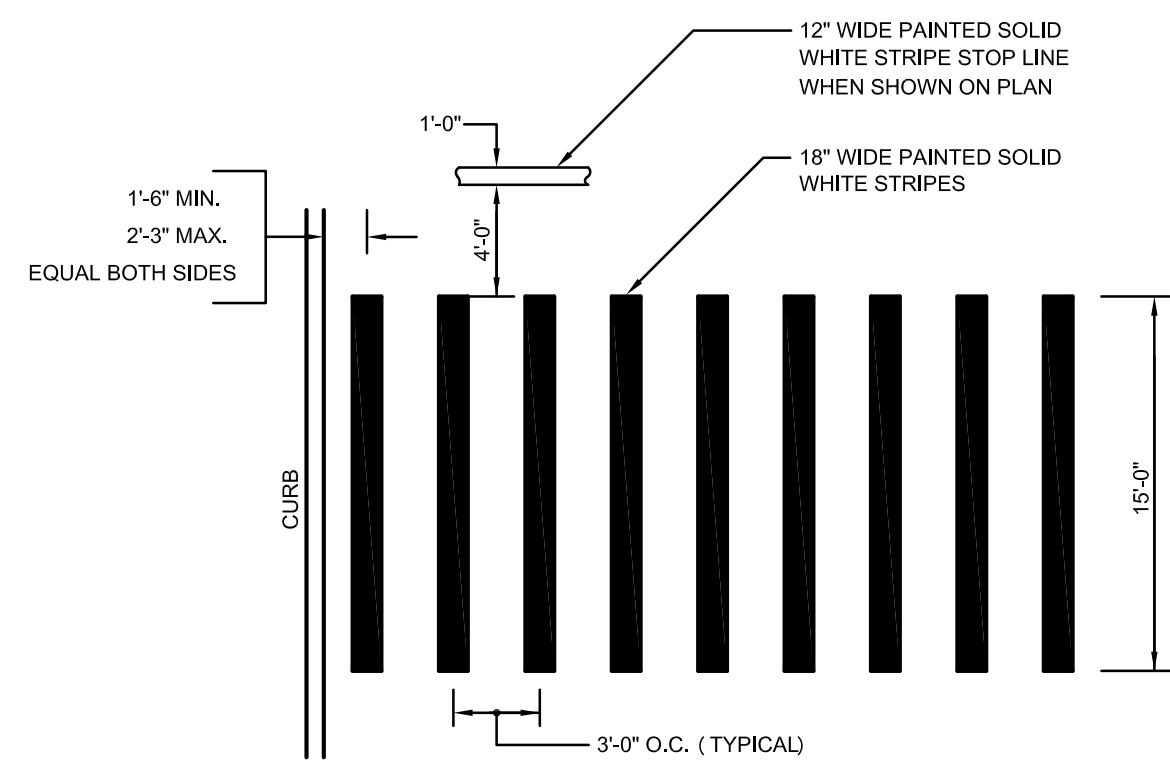 12" WIDE PAINTED SOLID
WHITE STRIPE STOP LINE
WHEN SHOWN ON PLAN
1'-0"
18" WIDE PAINTED SOLID
WHITE STRIPES
1'-6" MIN.
2'-3" MAX.
EQUAL BOTH SIDES
4'-0"
CURB
15'-0"
3'-0" O.C. ( TYPICAL)